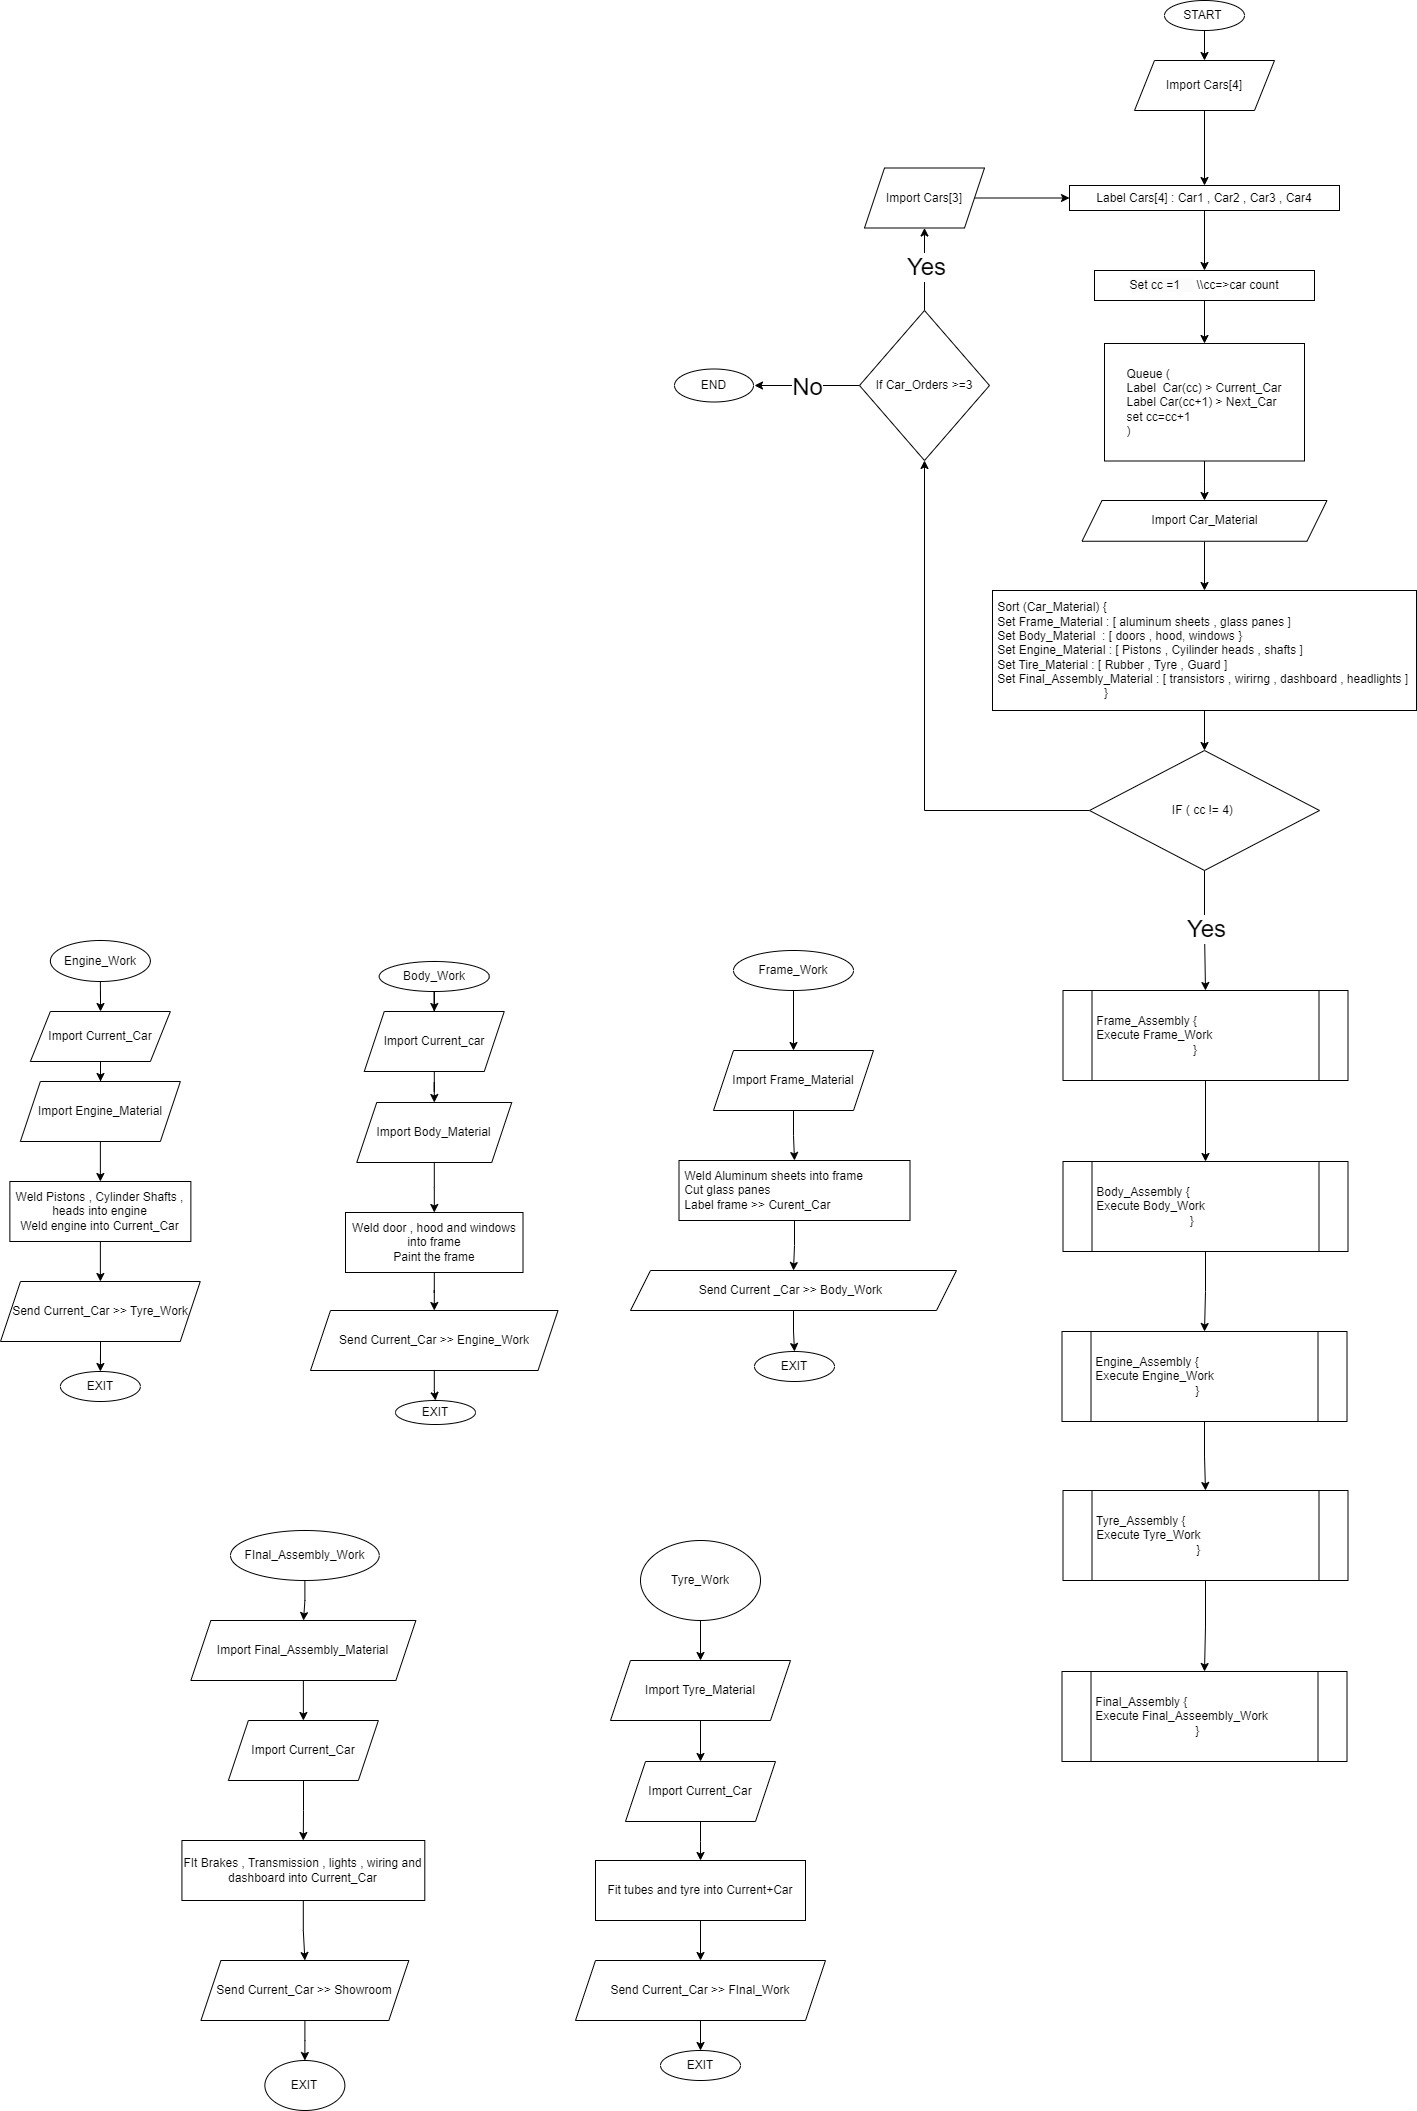 START
Import Cars[4]
Import Cars[3]
Label Cars[4] : Car1 , Car2 , Car3 , Car4
Yes
Set cc =1 \\cc=>car count
END
No
If Car_Orders >=3
Queue (
Label Car(cc) > Current_Car
Label Car(cc+1) > Next_Car
set cc=cc+1
)
Import Car_Material
Sort (Car_Material) {
Set Frame_Material : [ aluminum sheets , glass panes ]
Set Body_Material : [ doors , hood, windows }
Set Engine_Material : [ Pistons , Cyilinder heads , shafts ]
Set Tire_Material : [ Rubber , Tyre , Guard ]
Set Final_Assembly_Material : [ transistors , wirirng , dashboard , headlights ]
}
IF ( cc != 4)
Yes
Frame_Assembly {
Execute Frame_Work
}
Body_Assembly {
Execute Body_Work
}
Engine_Assembly {
Execute Engine_Work
}
Tyre_Assembly {
Execute Tyre_Work
}
Final_Assembly {
Execute Final_Asseembly_Work
}
Engine_Work
Import Current_Car
Import Engine_Material
Weld Pistons , Cylinder Shafts ,
heads into engine
Weld engine into Current_Car
Send Current_Car >> Tyre_Work
EXIT
Body_Work
Import Current_car
Import Body_Material
Weld door , hood and windows
into frame
Paint the frame
Send Current_Car >> Engine_Work
EXIT
Frame_Work
Import Frame_Material
Weld Aluminum sheets into frame
Cut glass panes
Label frame >> Curent_Car
Send Current _Car >> Body_Work
EXIT
FInal_Assembly_Work
Import Final_Assembly_Material
Import Current_Car
FIt Brakes , Transmission , lights , wiring and
dashboard into Current_Car
Send Current_Car >> Showroom
EXIT
Tyre_Work
Import Tyre_Material
Import Current_Car
Fit tubes and tyre into Current+Car
Send Current_Car >> FInal_Work
EXIT